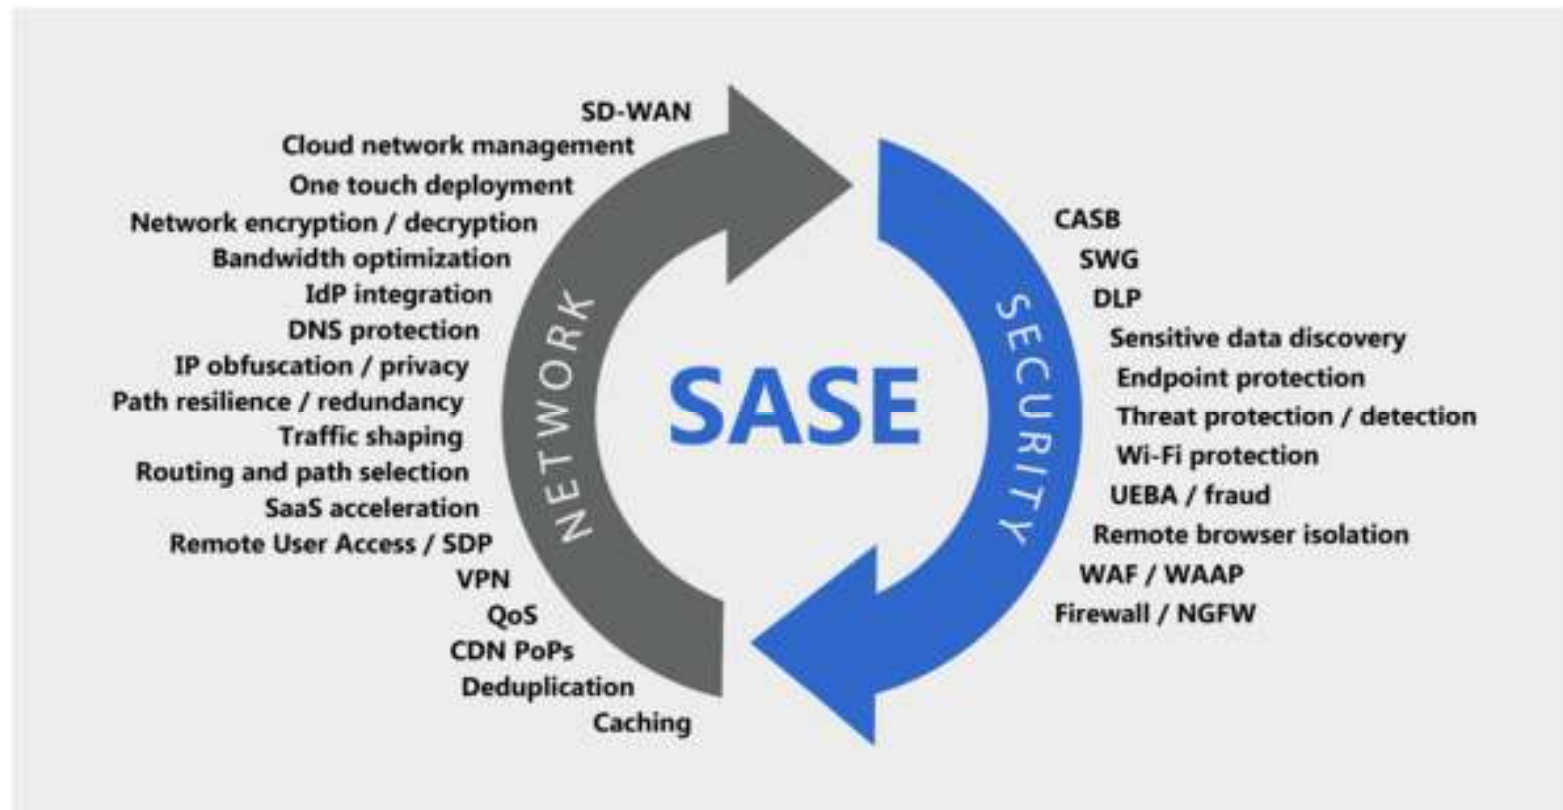 SD-WAN
Cloud network management
One touch deployment
Network encryption / decryption
Bandwidth optimization
IdP integration
DNS protection
IP obfuscation / privacy
Path resilience / redundancy
Traffic shaping
Routing and path selection
SaaS acceleration
Remote User Access / SDP
VPN
QoS
CDN PoPs
Deduplication
Caching
NETWORK
SASE
SECURITY
CASB
SWG
DLP
Sensitive data discovery
Endpoint protection
Threat protection / detection
Wi-Fi protection
UEBA / fraud
Remote browser isolation
WAF / WAAP
Firewall / NGFW